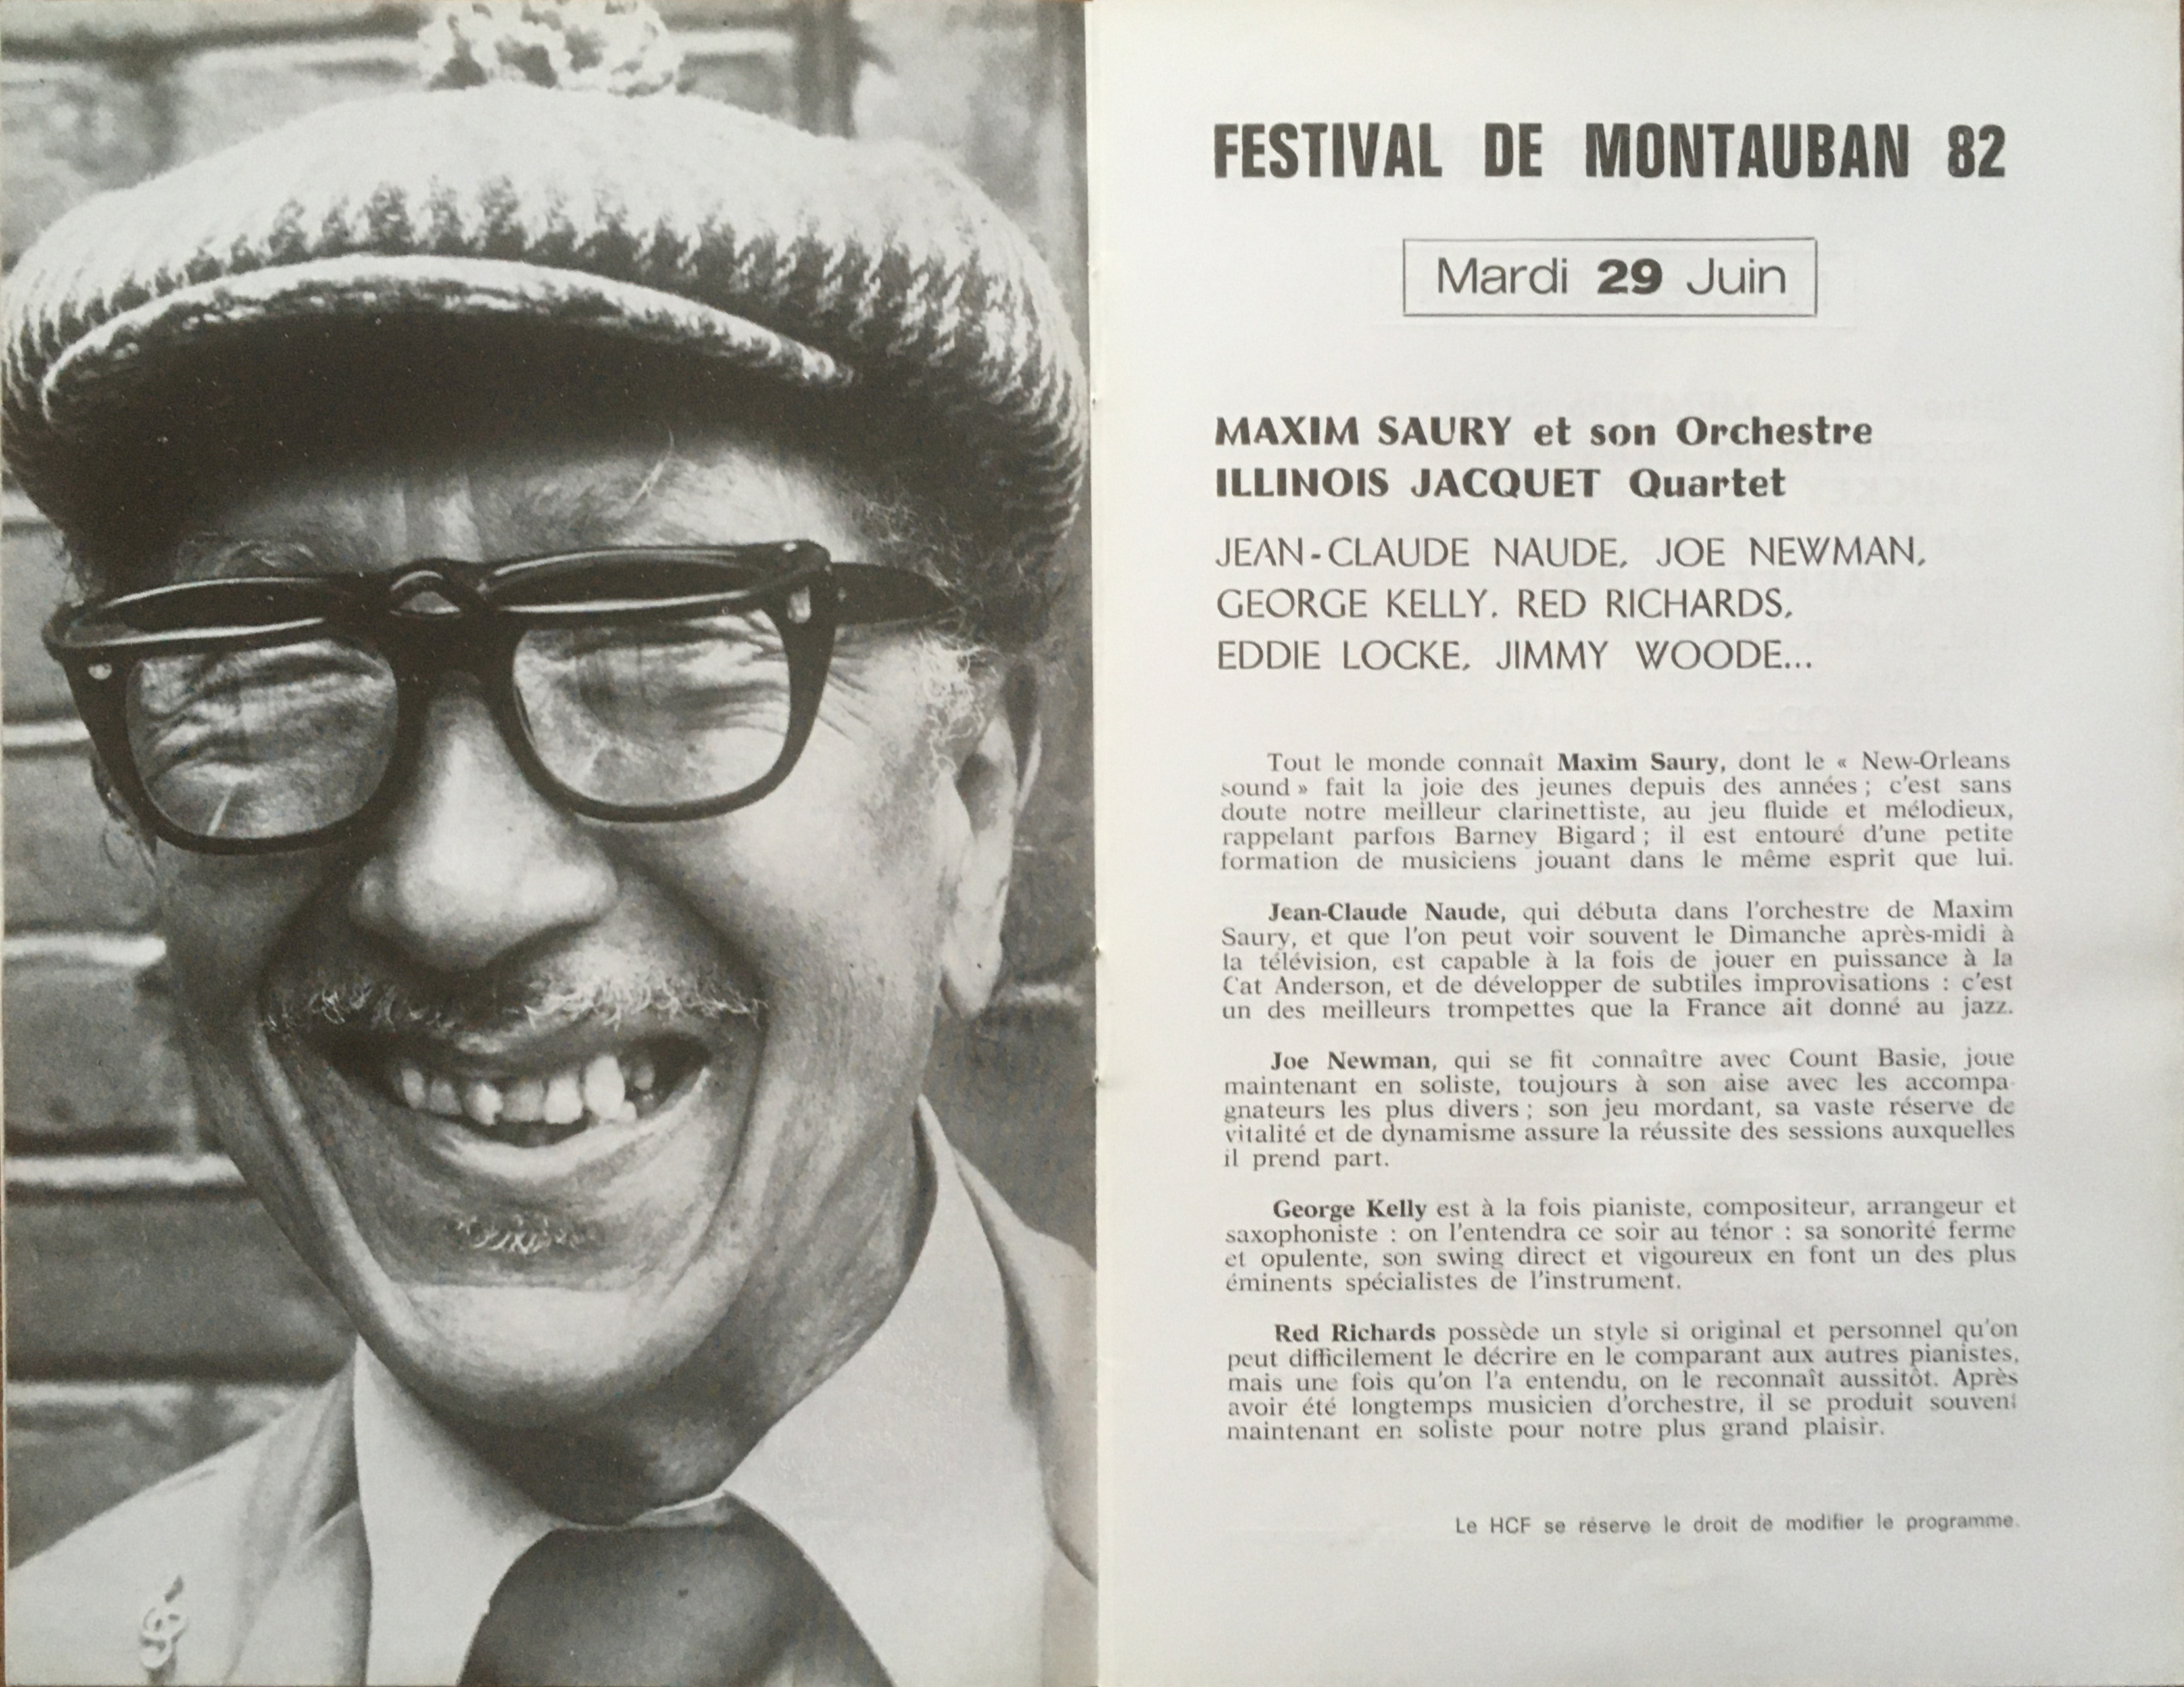 FESTIVAL DE MONTAUBAN 82
Mardi 29 Juin
MAXIM SAURY et son Orchestre
ILLINOIS JACQUET Quartet
JEAN-CLAUDE NAUDE, JOE NEWMAN,
GEORGE KELLY, RED RICHARDS,
EDDIE LOCKE, JIMMY WOODE...
Tout le monde connaît Maxim Saury, dont le « New-Orleans
sound » fait la joie des jeunes depuis des années ; c'est sans
doute notre meilleur clarinettiste, au jeu fluide et mélodieux,
rappelant parfois Barney Bigard ; il est entouré d'une petite
formation de musiciens jouant dans le même esprit que lui.
Jean-Claude Naude, qui débuta dans l'orchestre de Maxim
Saury, et que l'on peut voir souvent le Dimanche après-midi à
la télévision, est capable à la fois de jouer en puissance à la
Cat Anderson, et de développer de subtiles improvisations : c'est
un des meilleurs trompettes que la France ait donné au jazz.
Joe Newman, qui se fit connaître avec Count Basie, joue
maintenant en soliste, toujours à son aise avec les accompa-
gnateurs les plus divers ; son jeu mordant, sa vaste réserve de
vitalité et de dynamisme assure la réussite des sessions auxquelles
il prend part.
George Kelly est à la fois pianiste, compositeur, arrangeur et
saxophoniste : on l'entendra ce soir au ténor : sa sonorité ferme
et opulente, son swing direct et vigoureux en font un des plus
éminents spécialistes de l'instrument.
Red Richards possède un style si original et personnel qu'on
peut difficilement le décrire en le comparant aux autres pianistes,
mais une fois qu'on l'a entendu, on le reconnaît aussitôt. Après
avoir été longtemps musicien d'orchestre, il se produit souvent
maintenant en soliste pour notre plus grand plaisir.
Le HCF se réserve le droit de modifier le programme.